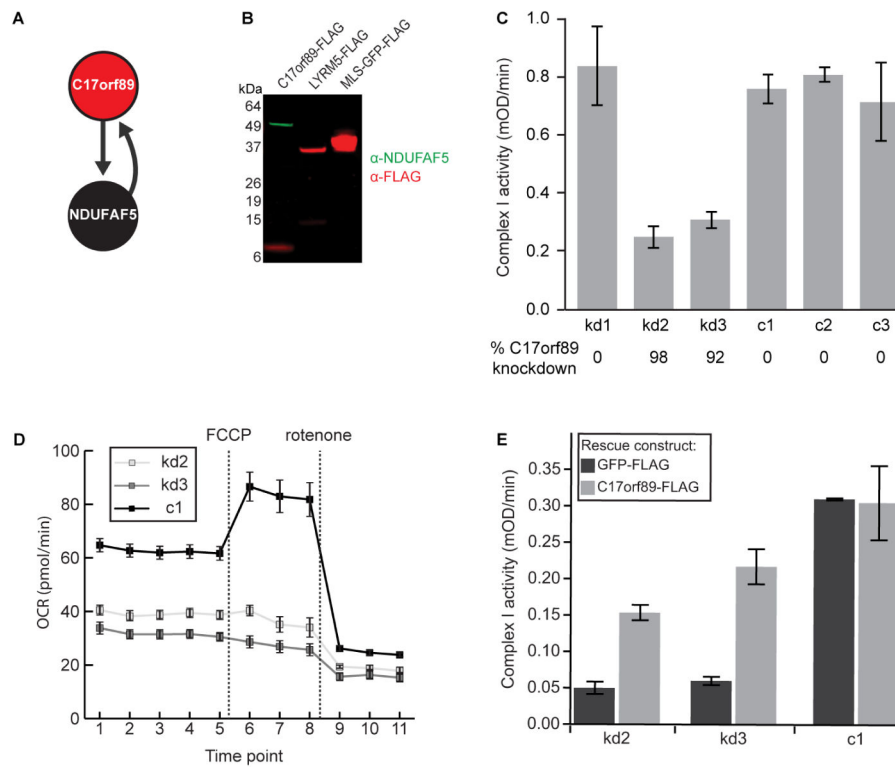 A
C17orf89
NDUFAF5
B
C17orf89-FLAG
LYRM5-FLAG
MLS-GFP-FLAG
kDa
64
49
37
26
19
15
6
α-NDUFAF5
α-FLAG
C
Complex I activity (mOD/min)
1.0
0.8
0.6
0.4
0.2
0.0
kd1 kd2 kd3 c1 c2 c3
% C17orf89
knockdown
0 98 92 0 0 0
D
FCCP rotenone
OCR (pmol/min)
100
80
60
40
20
0
kd2
kd3
c1
1 2 3 4 5 6 7 8 9 10 11
Time point
E
Complex I activity (mOD/min)
0.35
0.30
0.25
0.20
0.15
0.10
0.05
0.00
Rescue construct:
GFP-FLAG
C17orf89-FLAG
kd2 kd3 c1